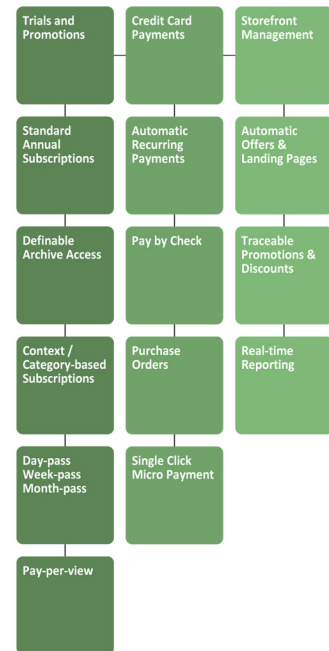 Trials and
Promotions
Credit Card
Payments
Storefront
Management
Standard
Annual
Subscriptions
Automatic
Recurring
Payments
Automatic
Offers &
Landing Pages
Definable
Archive Access
Pay by Check
Traceable
Promotions &
Discounts
Context /
Category-based
Subscriptions
Purchase
Orders
Real-time
Reporting
Day-pass
Week-pass
Month-pass
Single Click
Micro Payment
Pay-per-view